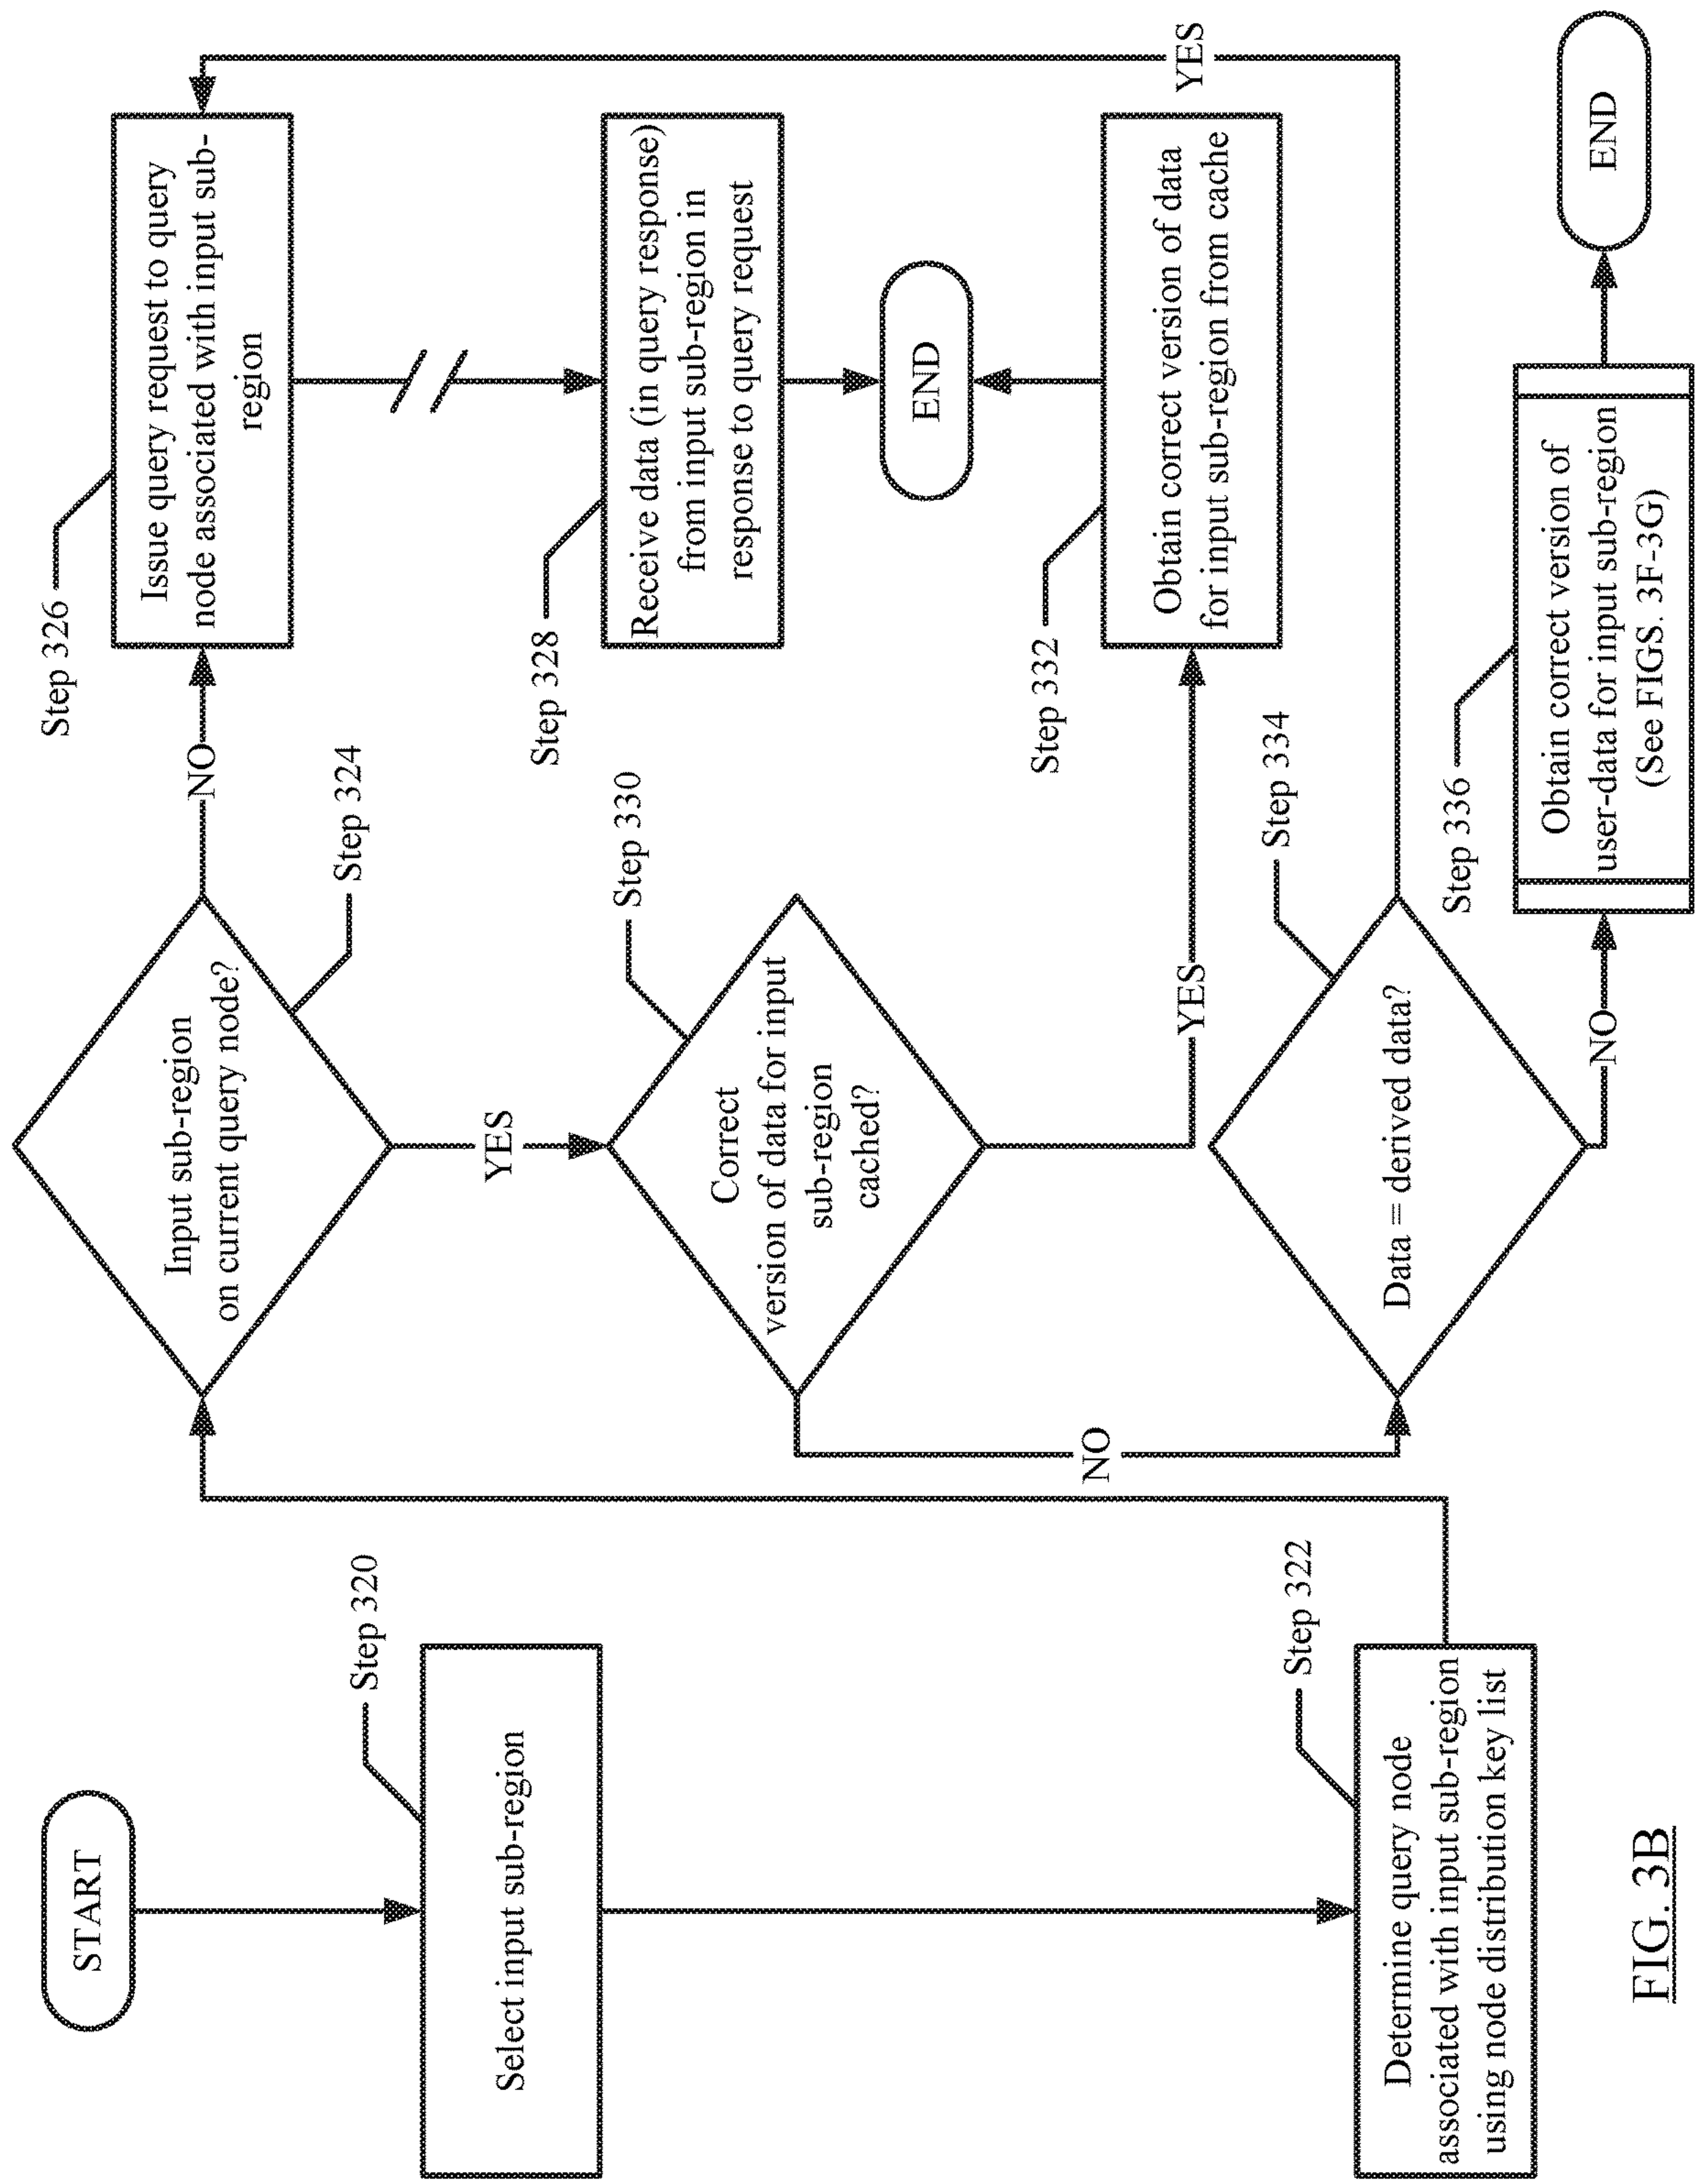 START
Step 320
Select input sub-region
Step 322
Determine query node
associated with input sub-region
using node distribution key list
Input sub-region
on current query node?
Step 324
NO
YES
Step 326
Issue query request to query
node associated with input sub-
region
Step 328
Receive data (in query response)
from input sub-region in
response to query request
END
Step 330
Correct
version of data for input
sub-region
cached?
YES
NO
Step 332
Obtain correct version of data
for input sub-region from cache
Step 334
Data = derived data?
YES
NO
Step 336
Obtain correct version of
user-data for input sub-region
(See FIGS. 3F-3G)
END
FIG. 3B